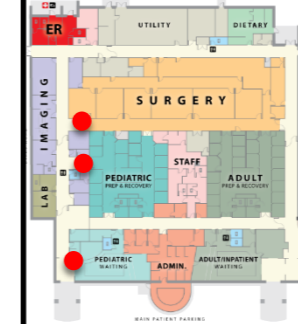 ER
UTILITY
DIETARY
SURGERY
LAB IMAGING
PEDIATRIC
PREP & RECOVERY
STAFF
ADULT
PREP & RECOVERY
PEDIATRIC
WAITING
ADMIN.
ADULT/INPATIENT
WAITING
MAIN PATIENT PARKING